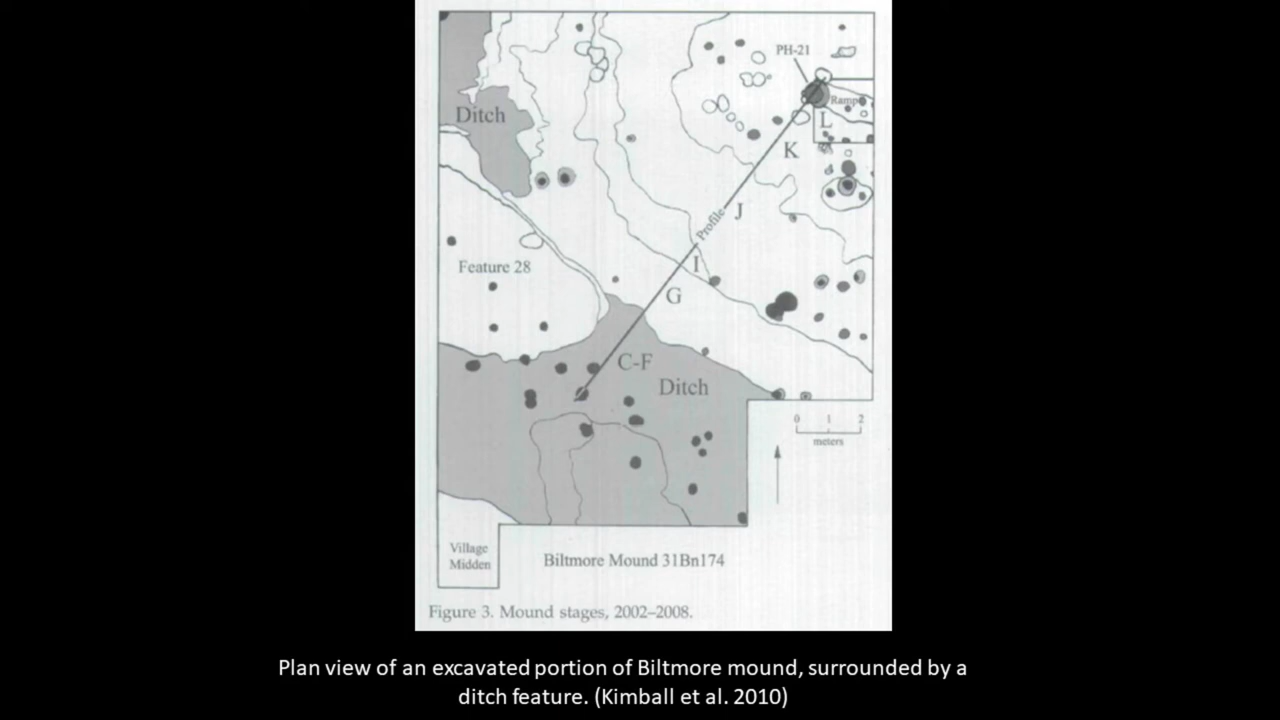 PH-21
Ramp
Ditch
L
K
J
Profile
Feature 28
I
G
C-F
Ditch
0 1 2
meters
Village
Midden
Biltmore Mound 31Bn174
Figure 3. Mound stages, 2002–2008.
Plan view of an excavated portion of Biltmore mound, surrounded by a
ditch feature. (Kimball et al. 2010)